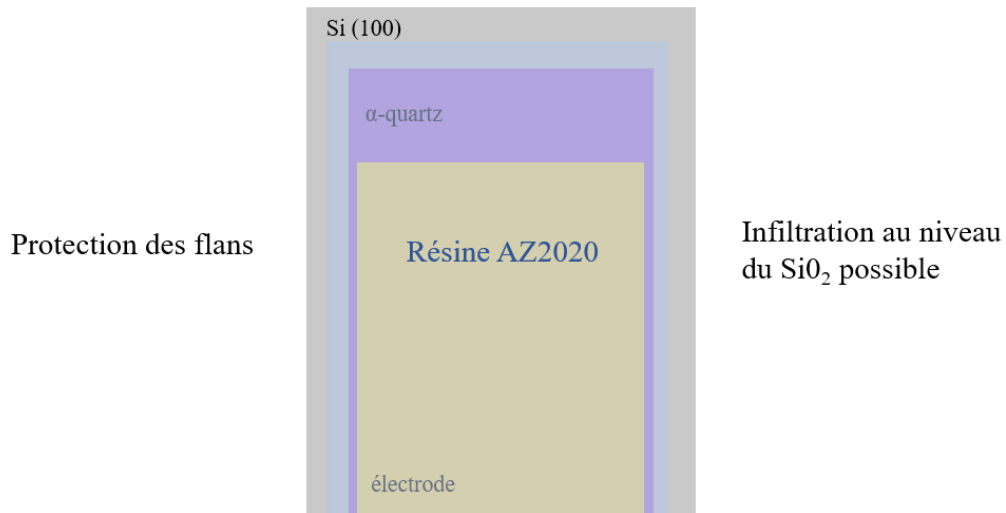 Si (100)
α-quartz
Protection des flans
Résine AZ2020
Infiltration au niveau
du Si0₂ possible
électrode